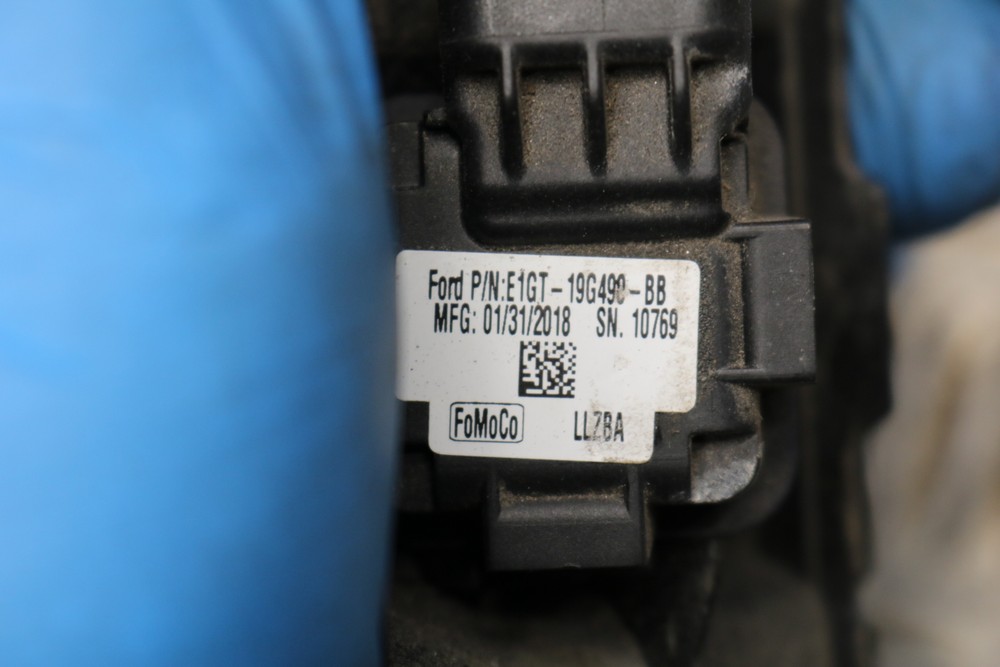 Ford P/N:E1GT-19G490-BB
MFG: 01/31/2018 SN. 10769
FoMoCo LLZBA